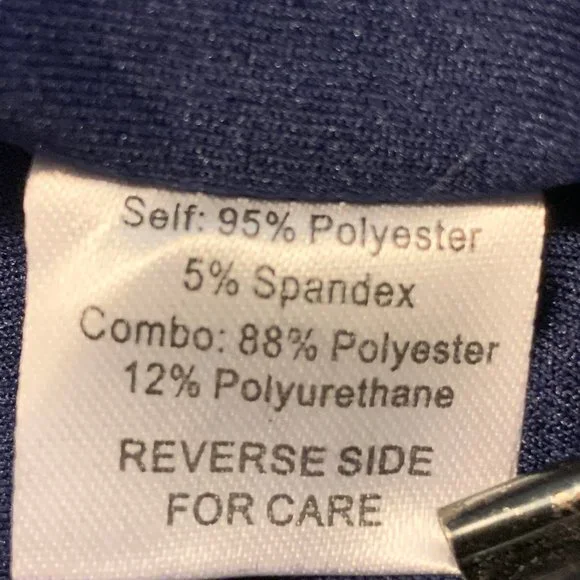 Self: 95% Polyester
5% Spandex
Combo: 88% Polyester
12% Polyurethane
REVERSE SIDE
FOR CARE